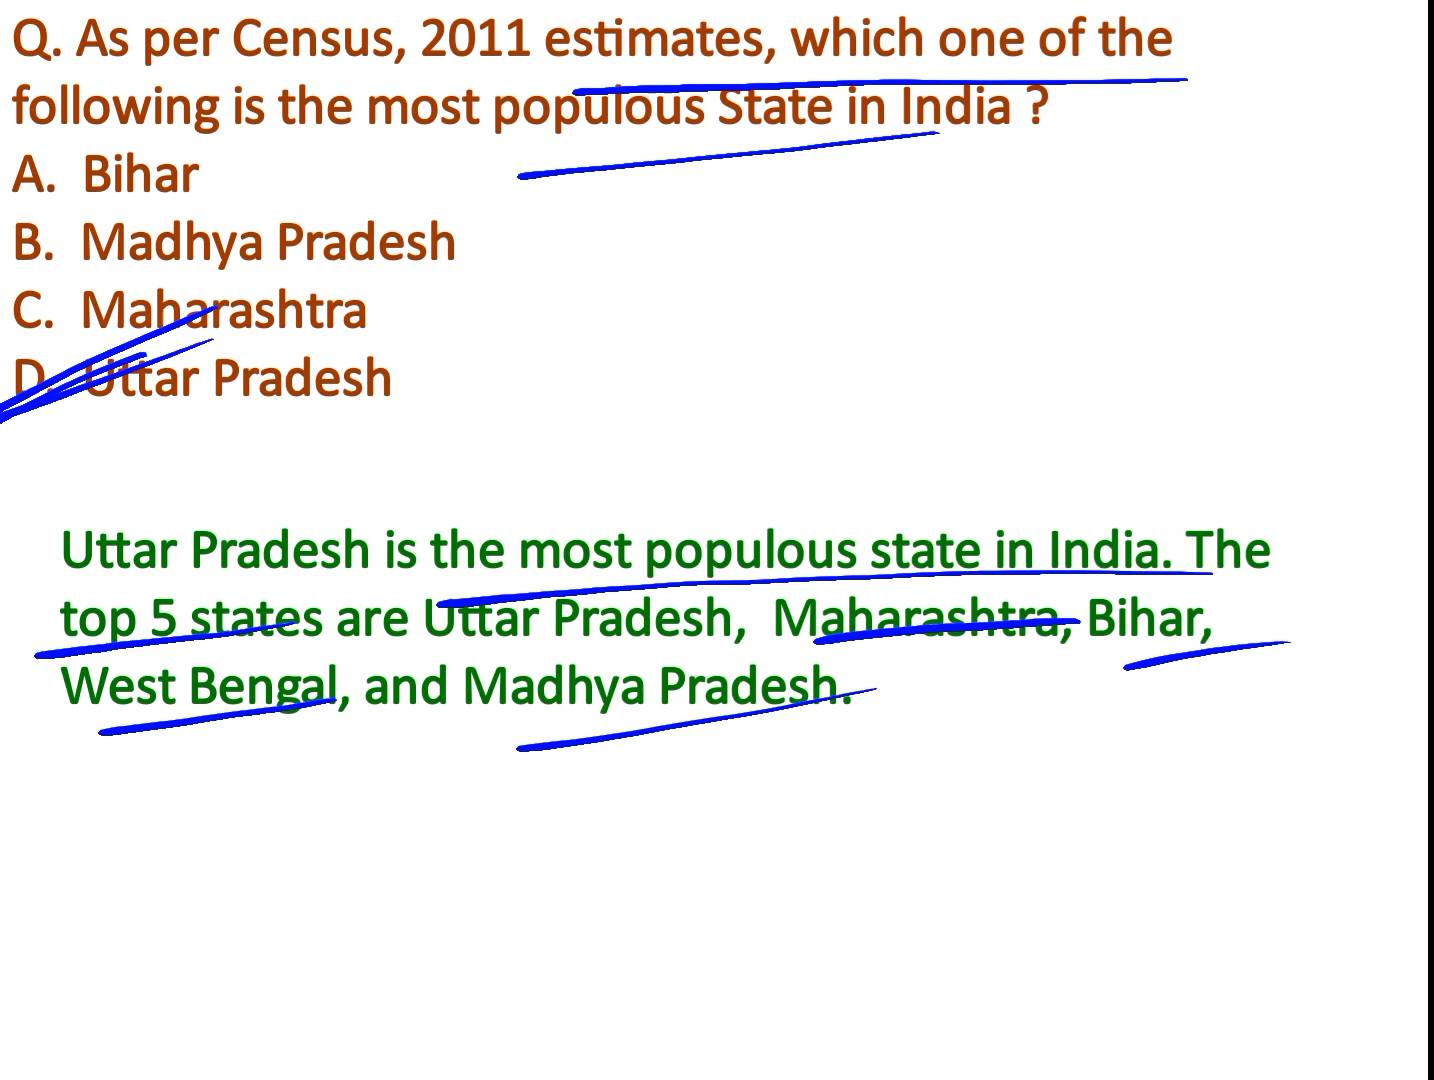 Q. As per Census, 2011 estimates, which one of the
following is the most populous State in India ?
A. Bihar
B. Madhya Pradesh
C. Maharashtra
D. Uttar Pradesh
Uttar Pradesh is the most populous state in India. The
top 5 states are Uttar Pradesh, Maharashtra, Bihar,
West Bengal, and Madhya Pradesh.